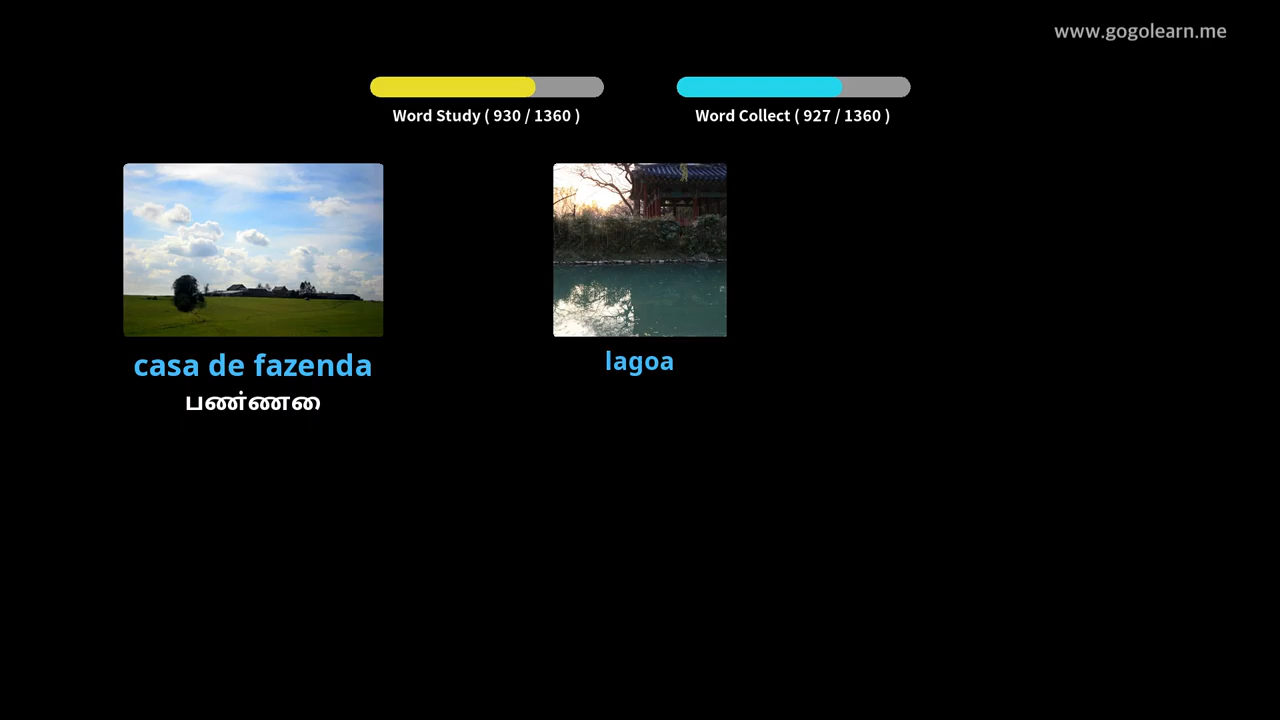 www.gogolearn.me
Word Study ( 930 / 1360 )
Word Collect ( 927 / 1360 )
casa de fazenda
பண்ணை
lagoa